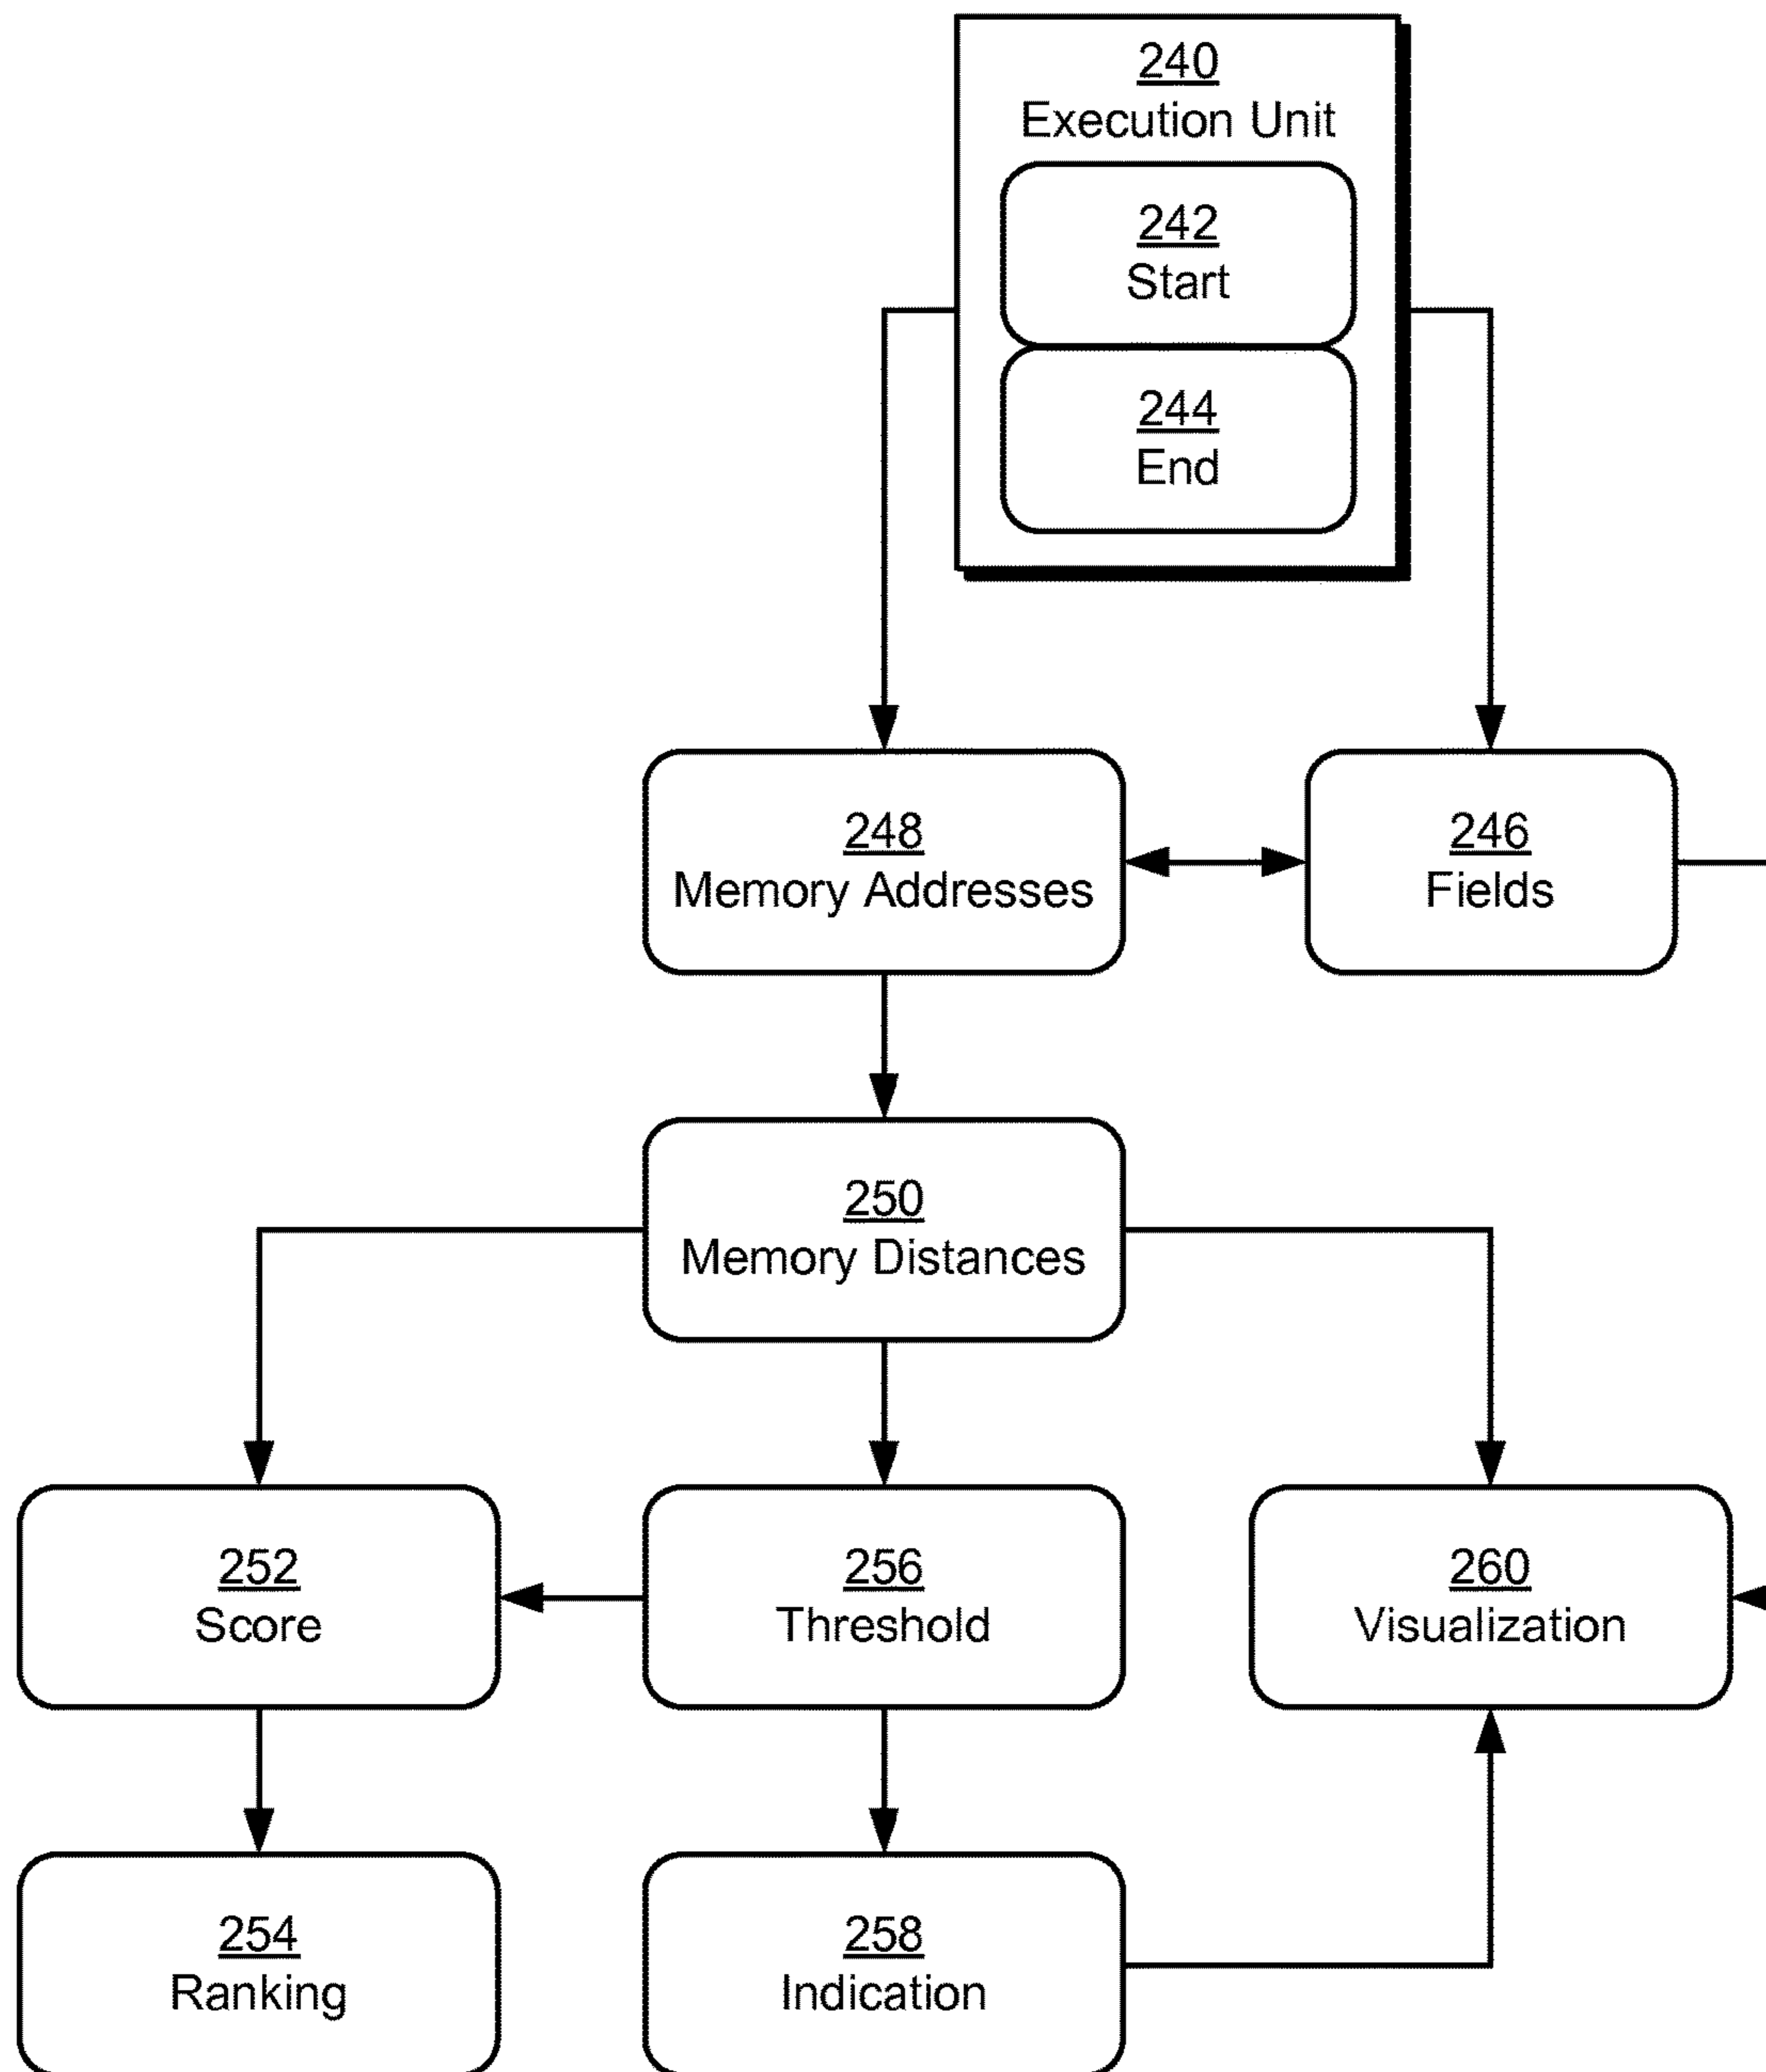 240
Execution Unit
242
Start
244
End
248
Memory Addresses
246
Fields
250
Memory Distances
252
Score
256
Threshold
260
Visualization
254
Ranking
258
Indication